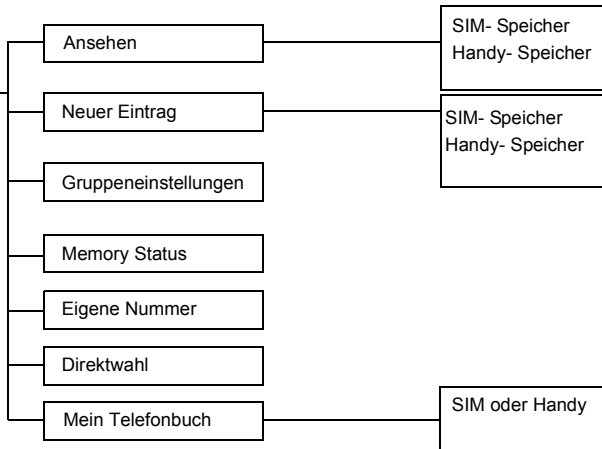 Ansehen
SIM- Speicher
Handy- Speicher
Neuer Eintrag
SIM- Speicher
Handy- Speicher
Gruppeneinstellungen
Memory Status
Eigene Nummer
Direktwahl
Mein Telefonbuch
SIM oder Handy